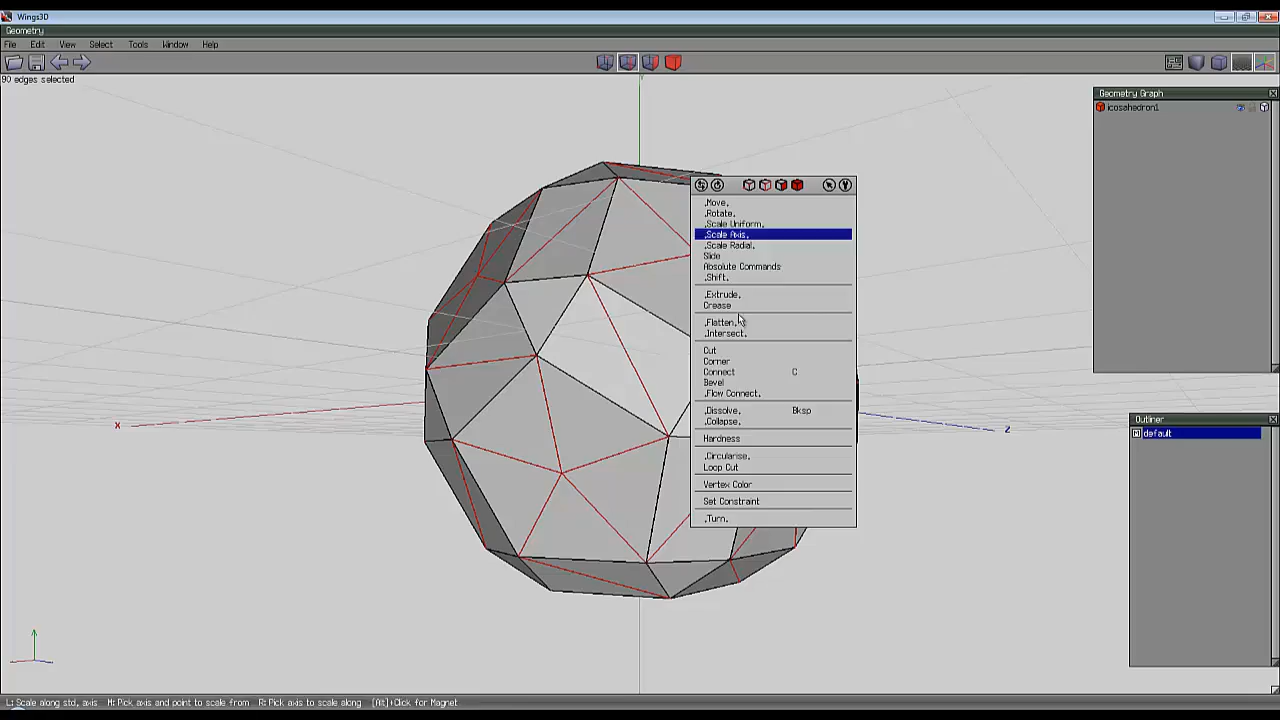 Wings3D
Geometry
File Edit View Select Tools Window Help
90 edges selected
Geometry Graph
icosahedron1
.Move.
.Rotate.
.Scale Uniform.
.Scale Axis.
.Scale Radial.
Slide
Absolute Commands
.Shift.
.Extrude.
Crease
.Flatten.
.Intersect.
Cut
Corner
Connect C
Bevel
.Flow Connect.
.Dissolve. Bksp
.Collapse.
Hardness
.Circularise.
Loop Cut
Vertex Color
Set Constraint
.Turn.
Outliner
default
Y
X
Z
L: Scale along std. axis M: Pick axis and point to scale from R: Pick axis to scale along [Alt]+Click for Magnet